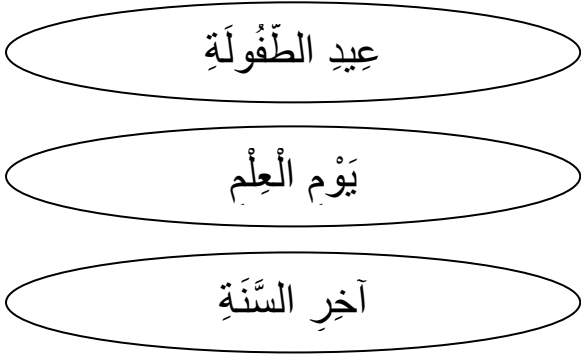 عِيدِ الطُّفُولَةِ
يَوْمِ الْعِلْمِ
آخِرِ السَّنَةِ